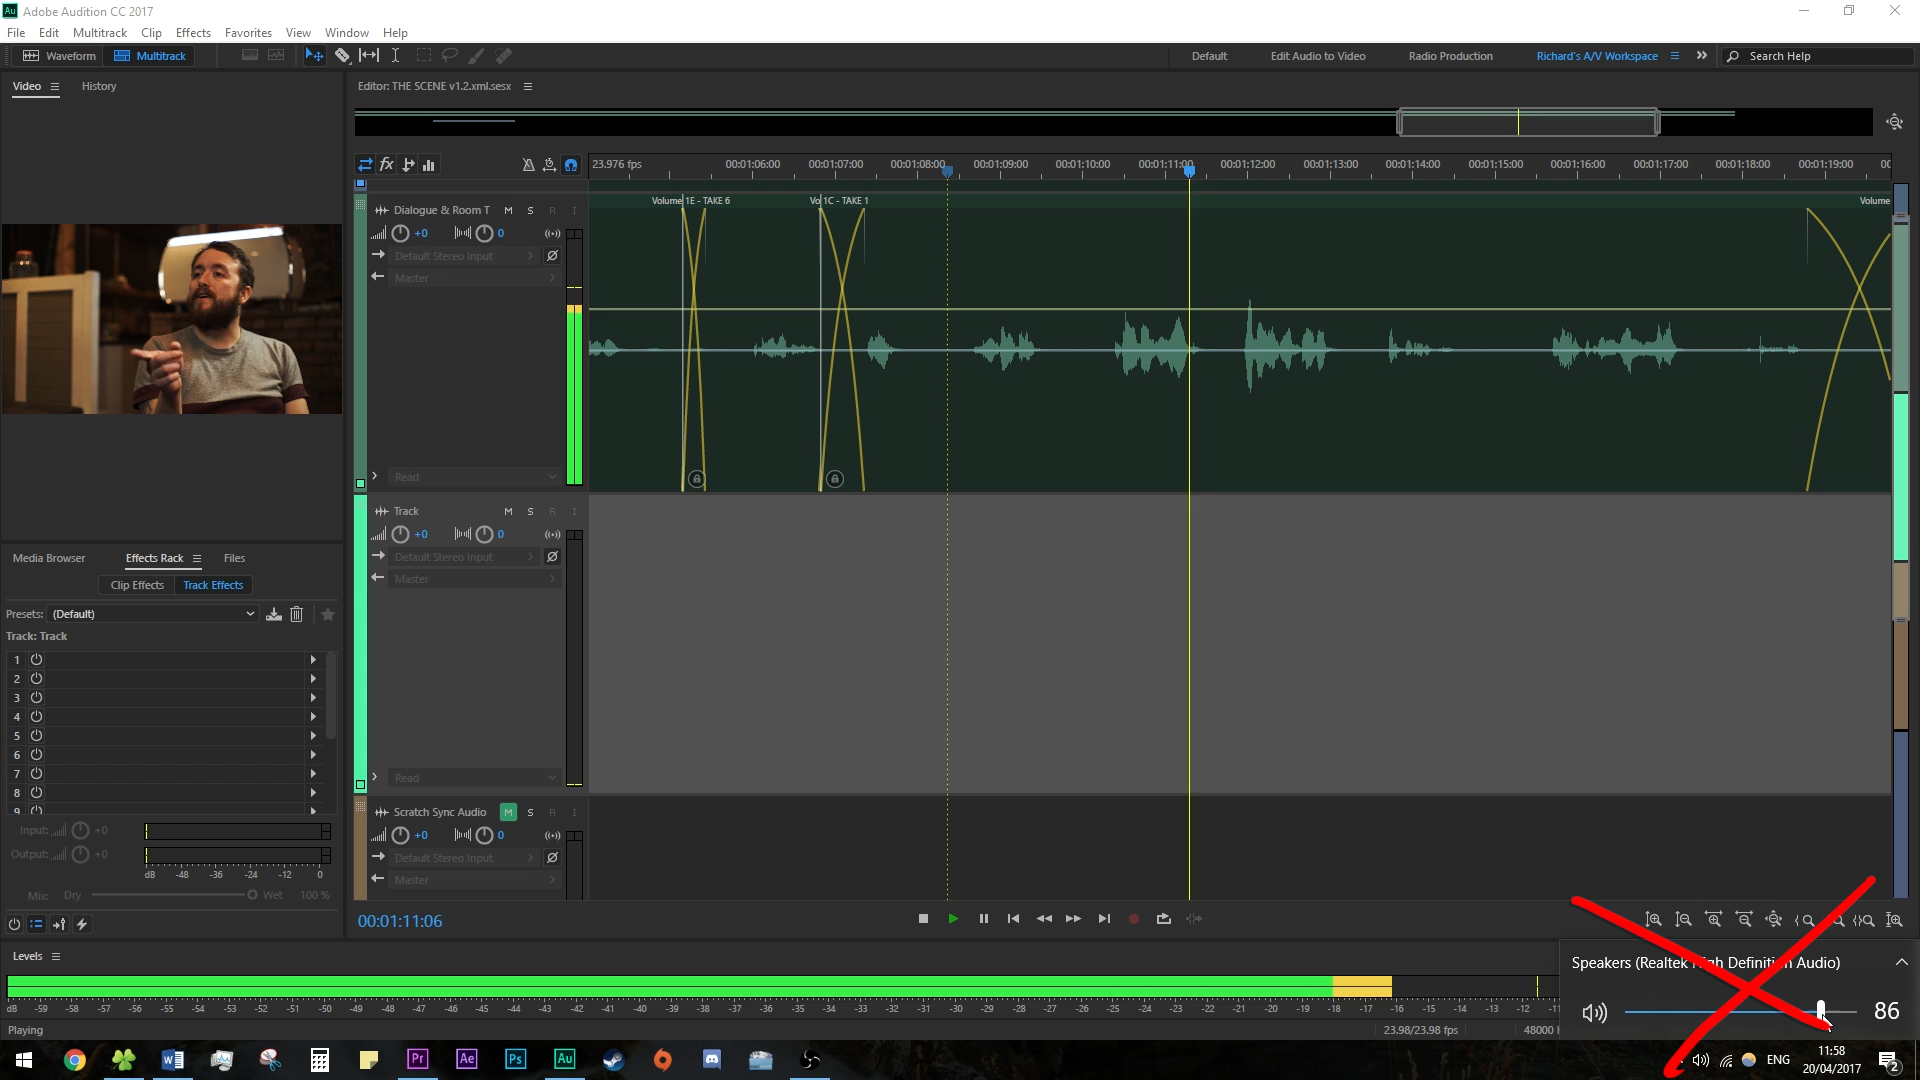 Au Adobe Audition CC 2017
File Edit Multitrack Clip Effects Favorites View Window Help
Waveform Multitrack Default Edit Audio to Video Radio Production Richard's A/V Workspace Search Help
Video History
Editor: THE SCENE v1.2.xml.sesx
fx 23.976 fps 00:01:06:00 00:01:07:00 00:01:08:00 00:01:09:00 00:01:10:00 00:01:11:00 00:01:12:00 00:01:13:00 00:01:14:00 00:01:15:00 00:01:16:00 00:01:17:00 00:01:18:00 00:01:19:00 00
Volume 1E - TAKE 6 Vo 1C - TAKE 1 Volume
Dialogue & Room T M S R I
+0 0
Default Stereo Input
Master
Read
Track M S R I
+0 0
Default Stereo Input
Master
Read
Scratch Sync Audio M S R I
+0 0
Default Stereo Input
Master
Media Browser Effects Rack Files
Clip Effects Track Effects
Presets: (Default)
Track: Track
1
2
3
4
5
6
7
8
9
Input: +0
Output: +0
dB -48 -36 -24 -12 0
Mix: Dry Wet 100 %
00:01:11:06
Levels
dB -59 -58 -57 -56 -55 -54 -53 -52 -51 -50 -49 -48 -47 -46 -45 -44 -43 -42 -41 -40 -39 -38 -37 -36 -35 -34 -33 -32 -31 -30 -29 -28 -27 -26 -25 -24 -23 -22 -21 -20 -19 -18 -17 -16 -15 -14 -13 -12 -11
Playing 23.98/23.98 fps 48000
Speakers (Realtek High Definition Audio)
86
W Pr Ae Ps Au ENG
11:58
20/04/2017
2